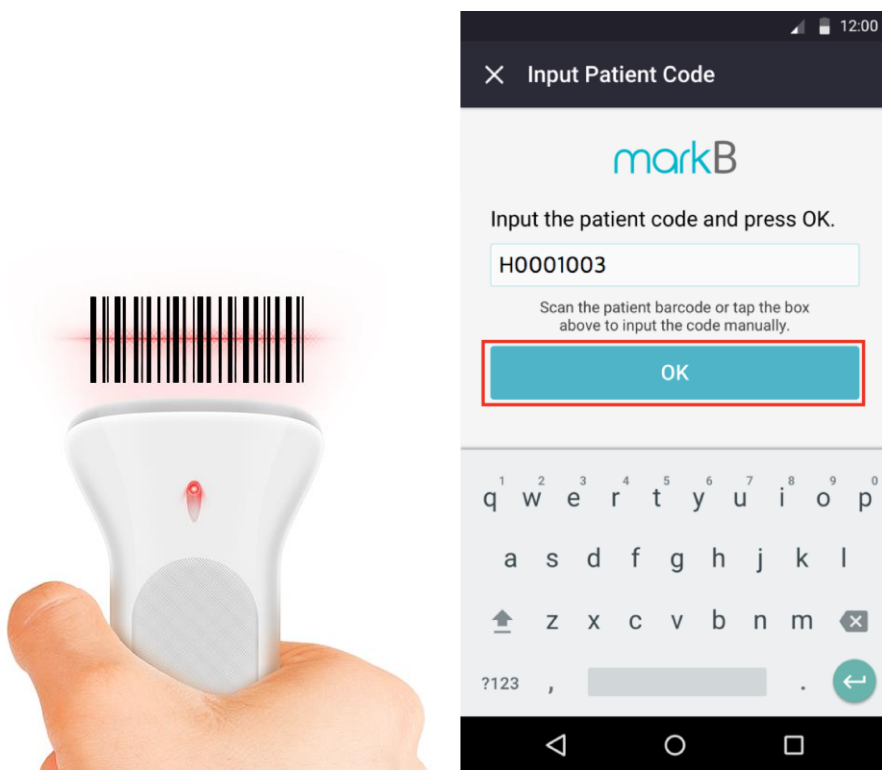 12:00
Input Patient Code
markB
Input the patient code and press OK.
H0001003
Scan the patient barcode or tap the box
above to input the code manually.
OK
1 2 3 4 5 6 7 8 9 0
q w e r t y u i o p
a s d f g h j k l
z x c v b n m
?123 , .